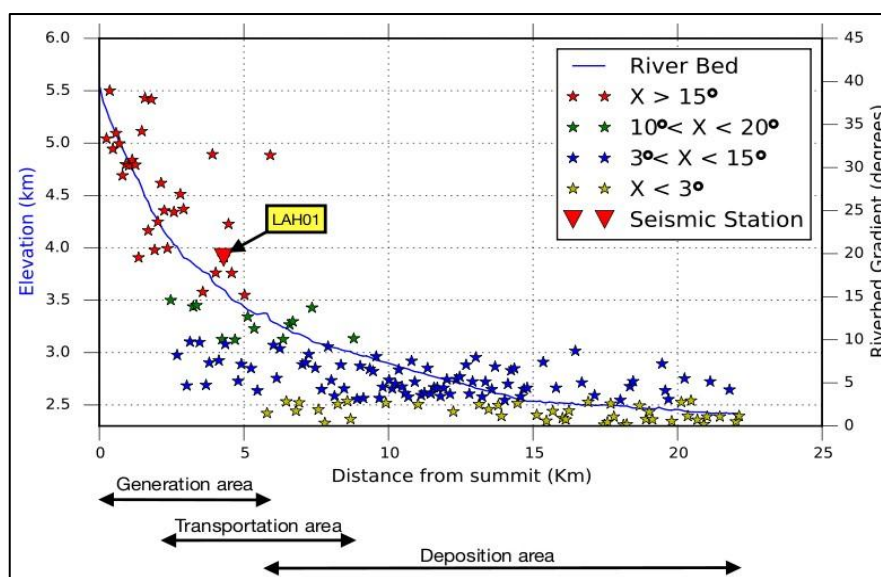 6.0
5.5
5.0
4.5
4.0
3.5
3.0
2.5
Elevation (km)
45
40
35
30
25
20
15
10
5
0
Riverbed Gradient (degrees)
River Bed
X > 15°
10°< X < 20°
3°< X < 15°
X < 3°
Seismic Station
LAH01
0 5 10 15 20 25
Distance from summit (Km)
Generation area
Transportation area
Deposition area